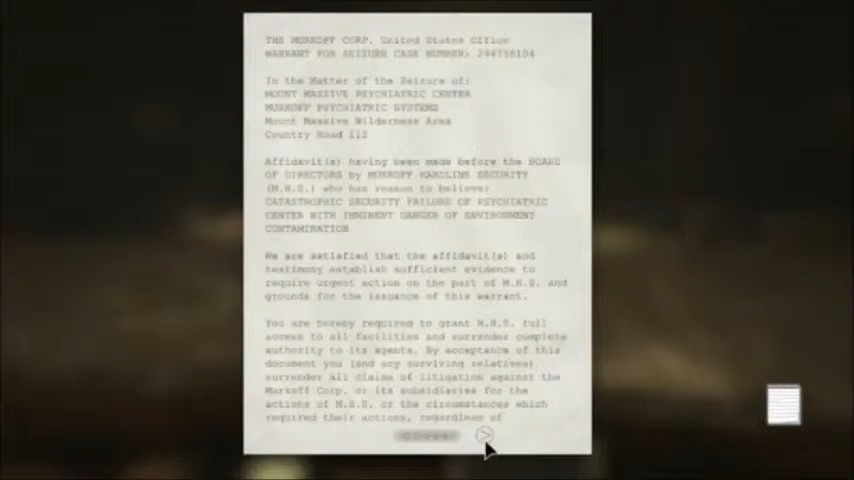 THE MURKOFF CORP. United States Office
WARRANT FOR SEIZURE CASE NUMBER: 294758104
In the Matter of the Seizure of:
MOUNT MASSIVE PSYCHIATRIC CENTER
MURKOFF PSYCHIATRIC SYSTEMS
Mount Massive Wilderness Area
Country Road 112
Affidavit(s) having been made before the BOARD
OF DIRECTORS by MURKOFF HARDLINE SECURITY
(M.H.S.) who has reason to believe:
CATASTROPHIC SECURITY FAILURE OF PSYCHIATRIC
CENTER WITH IMMINENT DANGER OF ENVIRONMENT
CONTAMINATION
We are satisfied that the affidavit(s) and
testimony establish sufficient evidence to
require urgent action on the part of M.H.S. and
grounds for the issuance of this warrant.
You are hereby required to grant M.H.S. full
access to all facilities and surrender complete
authority to its agents. By acceptance of this
document you (and any surviving relatives)
surrender all claims of litigation against the
Murkoff Corp. or its subsidiaries for the
actions of M.H.S. or the circumstances which
required their actions, regardless of